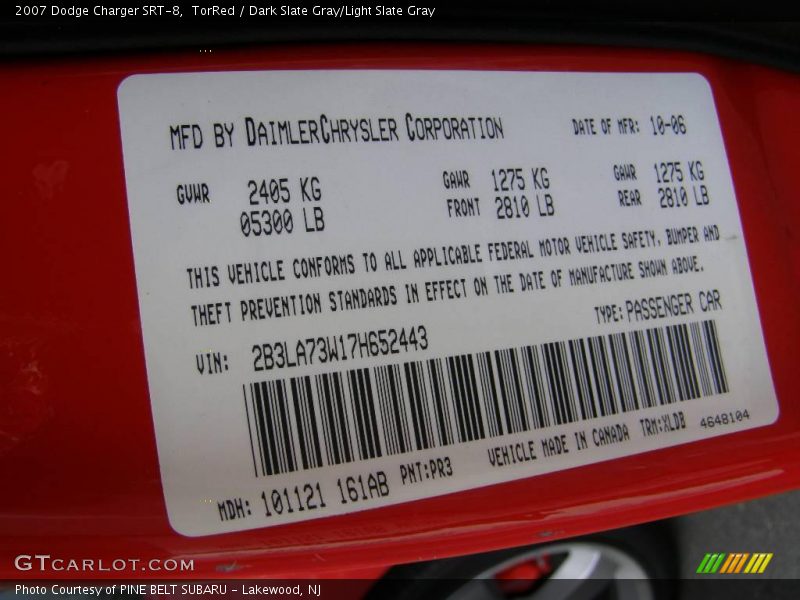 2007 Dodge Charger SRT-8,  TorRed / Dark Slate Gray/Light Slate Gray
MFD BY DAIMLERCHRYSLER CORPORATION DATE OF MFR: 10-06
GVWR 2405 KG GAWR 1275 KG GAWR 1275 KG
05300 LB FRONT 2810 LB REAR 2810 LB
THIS VEHICLE CONFORMS TO ALL APPLICABLE FEDERAL MOTOR VEHICLE SAFETY, BUMPER AND
THEFT PREVENTION STANDARDS IN EFFECT ON THE DATE OF MANUFACTURE SHOWN ABOVE.
VIN: 2B3LA73W17H652443 TYPE: PASSENGER CAR
MDH: 101121 161AB PNT:PR3 VEHICLE MADE IN CANADA TRM:XLDB 4648104
GTCARLOT.COM
Photo Courtesy of PINE BELT SUBARU - Lakewood, NJ